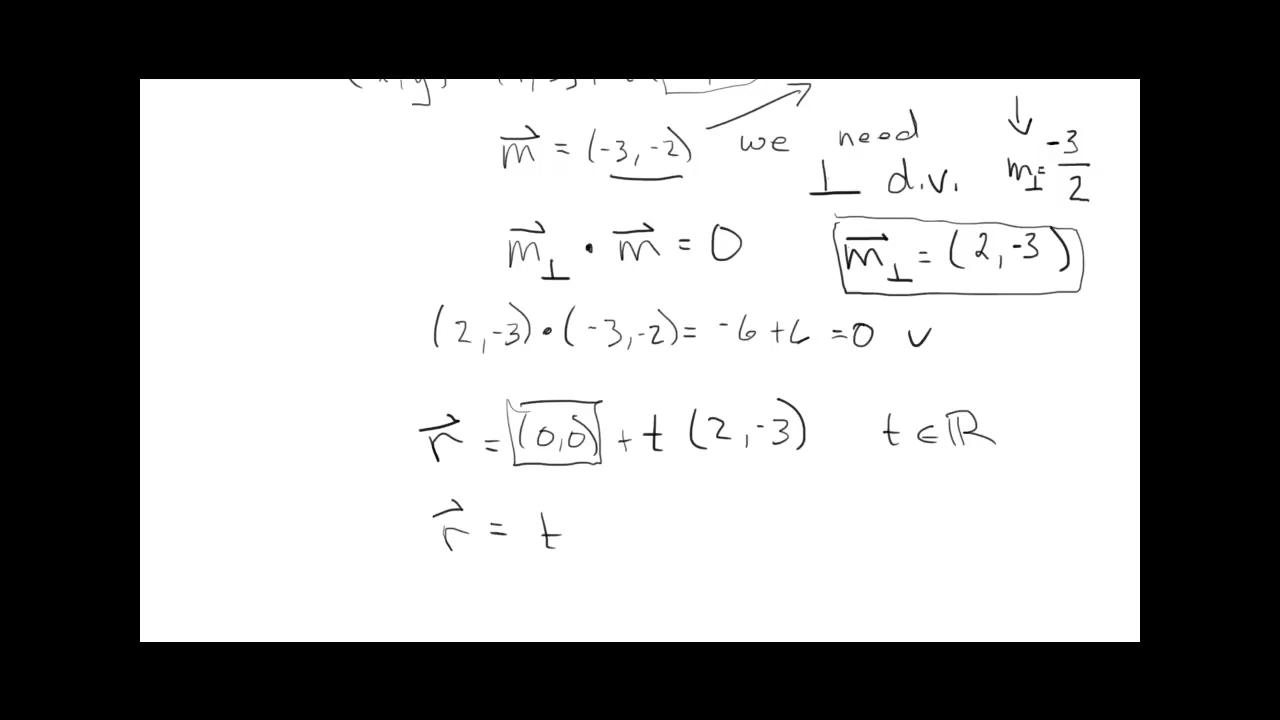 m⃗ = (-3, -2) we need
⊥ d.v. m⊥ = -3/2
m⃗⊥ · m⃗ = 0 m⃗⊥ = (2, -3)
(2, -3) · (-3, -2) = -6 + 6 = 0 v
r⃗ = (0,0) + t (2, -3) t ∈ ℝ
r⃗ = t